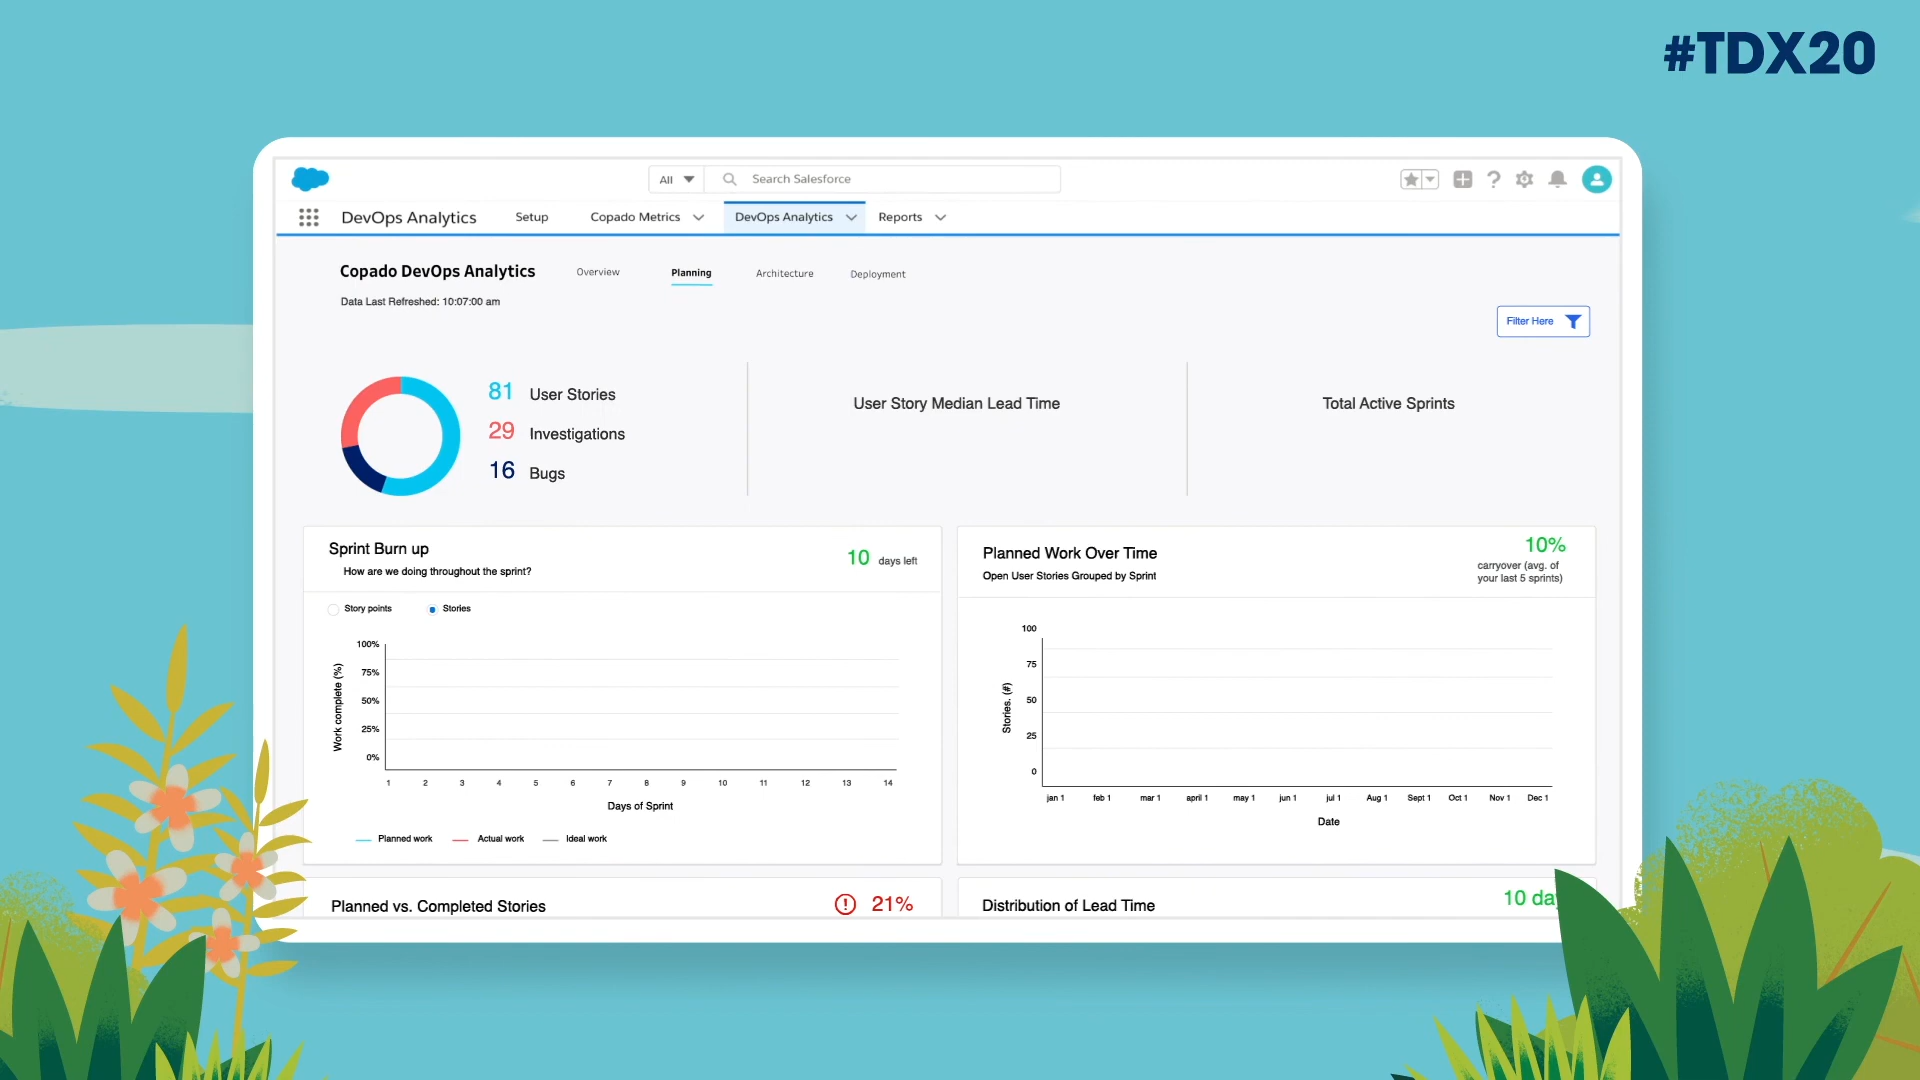 #TDX20
All
Search Salesforce
DevOps Analytics
Setup
Copado Metrics
DevOps Analytics
Reports
Copado DevOps Analytics
Overview
Planning
Architecture
Deployment
Data Last Refreshed: 10:07:00 am
Filter Here
81 User Stories
29 Investigations
16 Bugs
User Story Median Lead Time
Total Active Sprints
Sprint Burn up
How are we doing throughout the sprint?
10 days left
Story points
Stories
100%
75%
50%
25%
0%
Work complete (%)
1 2 3 4 5 6 7 8 9 10 11 12 13 14
Days of Sprint
Planned work
Actual work
Ideal work
Planned Work Over Time
Open User Stories Grouped by Sprint
10%
carryover (avg. of
your last 5 sprints)
100
75
50
25
0
Stories. (#)
jan 1 feb 1 mar 1 april 1 may 1 jun 1 jul 1 Aug 1 Sept 1 Oct 1 Nov 1 Dec 1
Date
Planned vs. Completed Stories
21%
Distribution of Lead Time
10 day